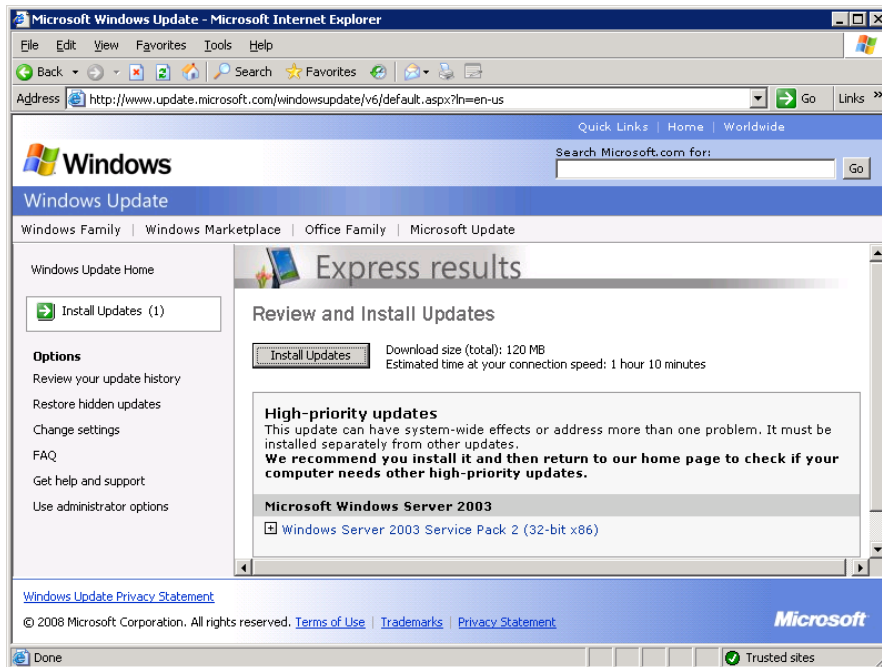 Microsoft Windows Update - Microsoft Internet Explorer
File Edit View Favorites Tools Help
Back Search Favorites
Address http://www.update.microsoft.com/windowsupdate/v6/default.aspx?ln=en-us Go Links »
Quick Links | Home | Worldwide
Windows
Search Microsoft.com for:
Go
Windows Update
Windows Family | Windows Marketplace | Office Family | Microsoft Update
Windows Update Home
Install Updates (1)
Options
Review your update history
Restore hidden updates
Change settings
FAQ
Get help and support
Use administrator options
Express results
Review and Install Updates
Install Updates
Download size (total): 120 MB
Estimated time at your connection speed: 1 hour 10 minutes
High-priority updates
This update can have system-wide effects or address more than one problem. It must be
installed separately from other updates.
We recommend you install it and then return to our home page to check if your
computer needs other high-priority updates.
Microsoft Windows Server 2003
Windows Server 2003 Service Pack 2 (32-bit x86)
Windows Update Privacy Statement
© 2008 Microsoft Corporation. All rights reserved. Terms of Use | Trademarks | Privacy Statement
Microsoft
Done
Trusted sites